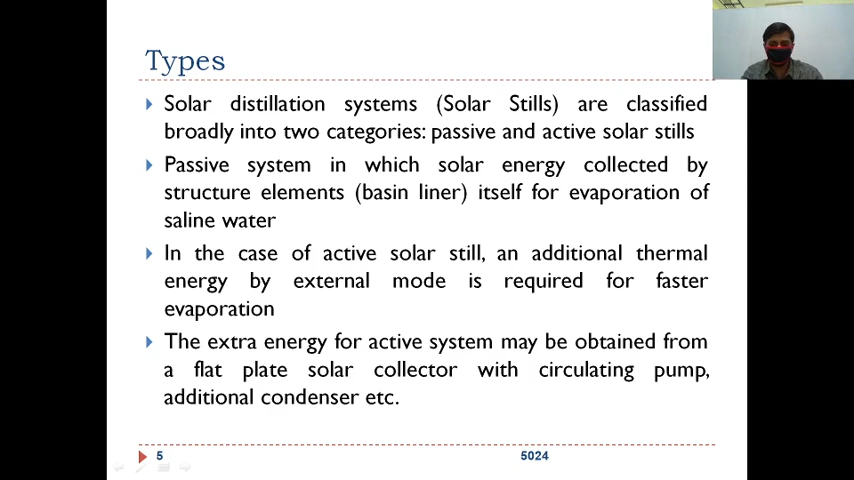 Types
Solar distillation systems (Solar Stills) are classified
broadly into two categories: passive and active solar stills
Passive system in which solar energy collected by
structure elements (basin liner) itself for evaporation of
saline water
In the case of active solar still, an additional thermal
energy by external mode is required for faster
evaporation
The extra energy for active system may be obtained from
a flat plate solar collector with circulating pump,
additional condenser etc.
5
5024